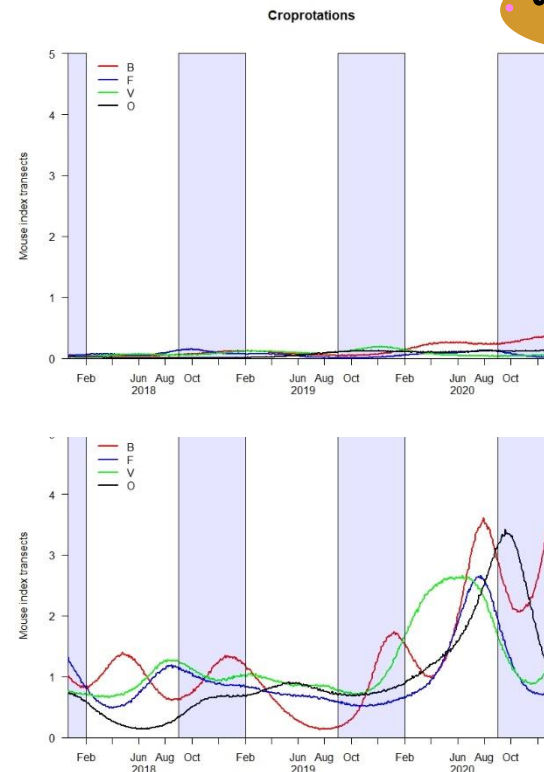 Croprotations
5
4
3
2
1
0
Mouse index transects
B
F
V
O
Feb Jun Aug Oct Feb Jun Aug Oct Feb Jun Aug Oct
2018 2019 2020
4
3
2
1
0
Mouse index transects
B
F
V
O
Feb Jun Aug Oct Feb Jun Aug Oct Feb Jun Aug Oct
2018 2019 2020